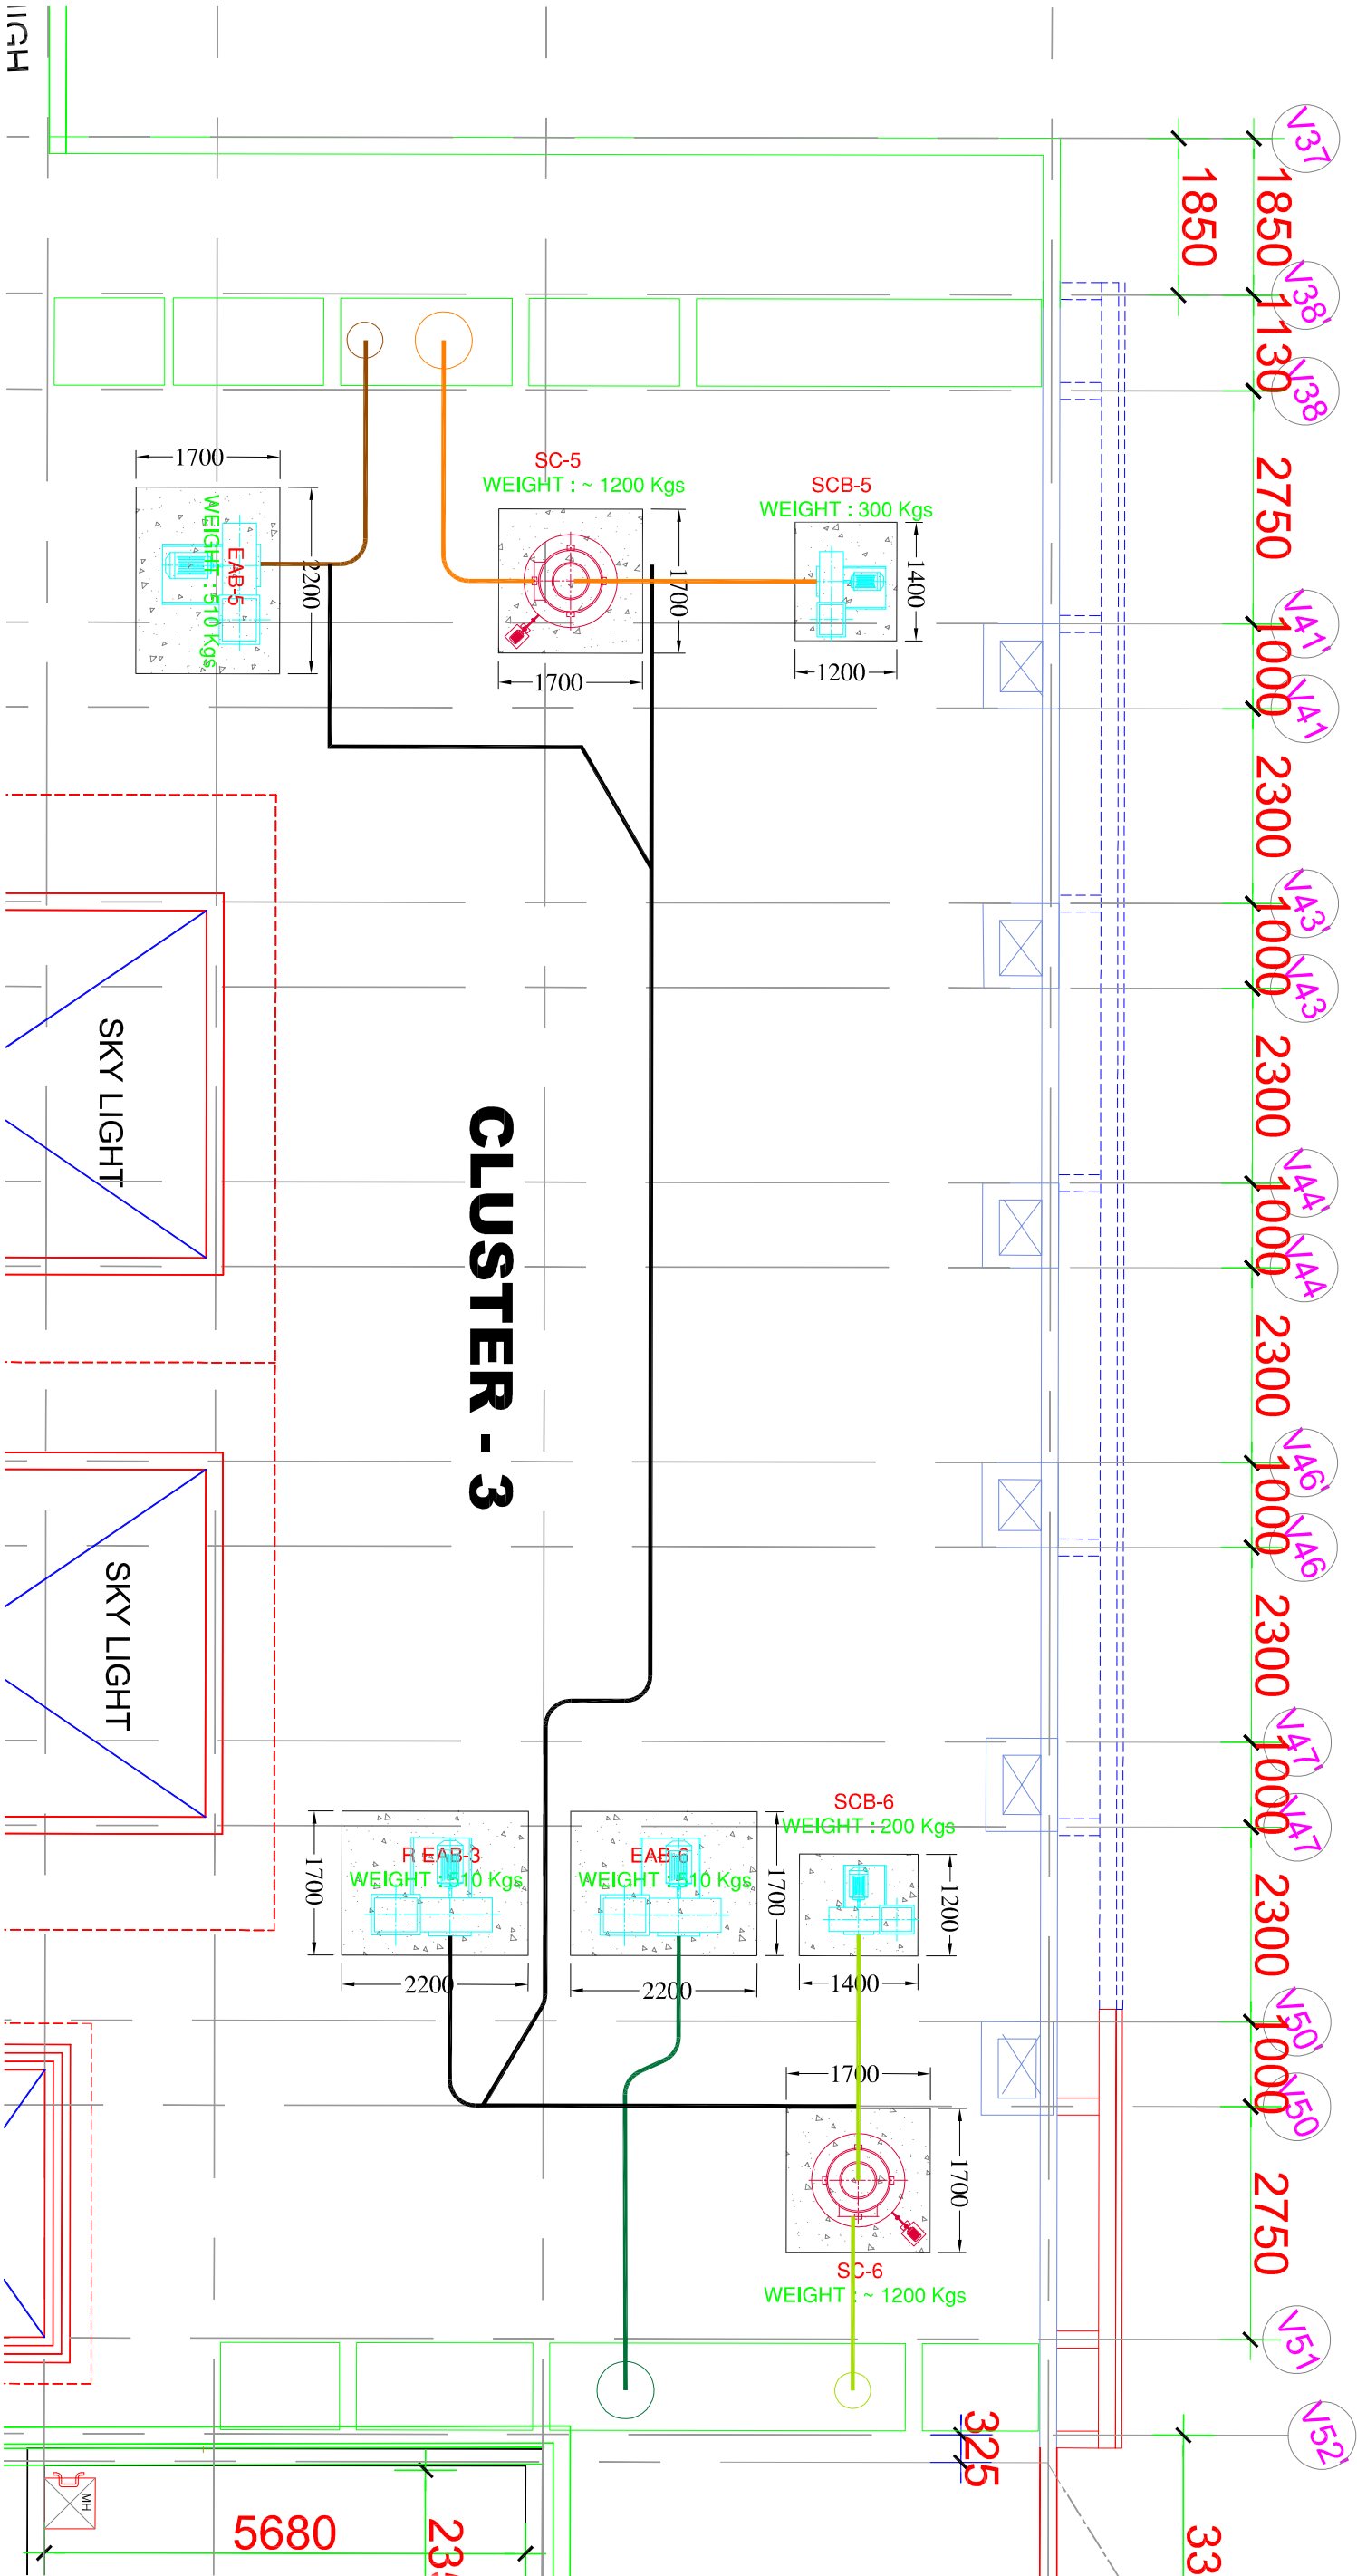 IGH
V37
1850
1850
V38'
1130
V38
2750
V41'
1000
V41
2300
V43'
1000
V43
2300
V44'
1000
V44
2300
V46'
1000
V46
2300
V47'
1000
V47
2300
V50'
1000
V50
2750
V51
V52'
1700
2200
EAB-5
WEIGHT : 510 Kgs
SC-5
WEIGHT : ~ 1200 Kgs
1700
1700
SCB-5
WEIGHT : 300 Kgs
1400
1200
SKY LIGHT
CLUSTER - 3
SKY LIGHT
1700
R EAB-3
WEIGHT : 510 Kgs
2200
EAB-6
WEIGHT : 510 Kgs
1700
2200
SCB-6
WEIGHT : 200 Kgs
1200
1400
1700
1700
SC-6
WEIGHT : ~ 1200 Kgs
325
MH
5680
33